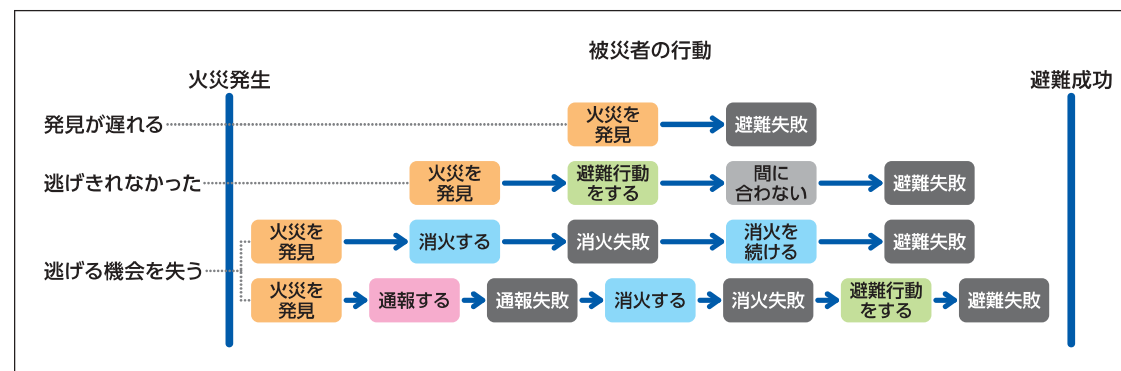 被災者の行動
火災発生
避難成功
発見が遅れる
火災を
発見
避難失敗
逃げきれなかった
火災を
発見
避難行動
をする
間に
合わない
避難失敗
逃げる機会を失う
火災を
発見
消火する
消火失敗
消火を
続ける
避難失敗
火災を
発見
通報する
通報失敗
消火する
消火失敗
避難行動
をする
避難失敗